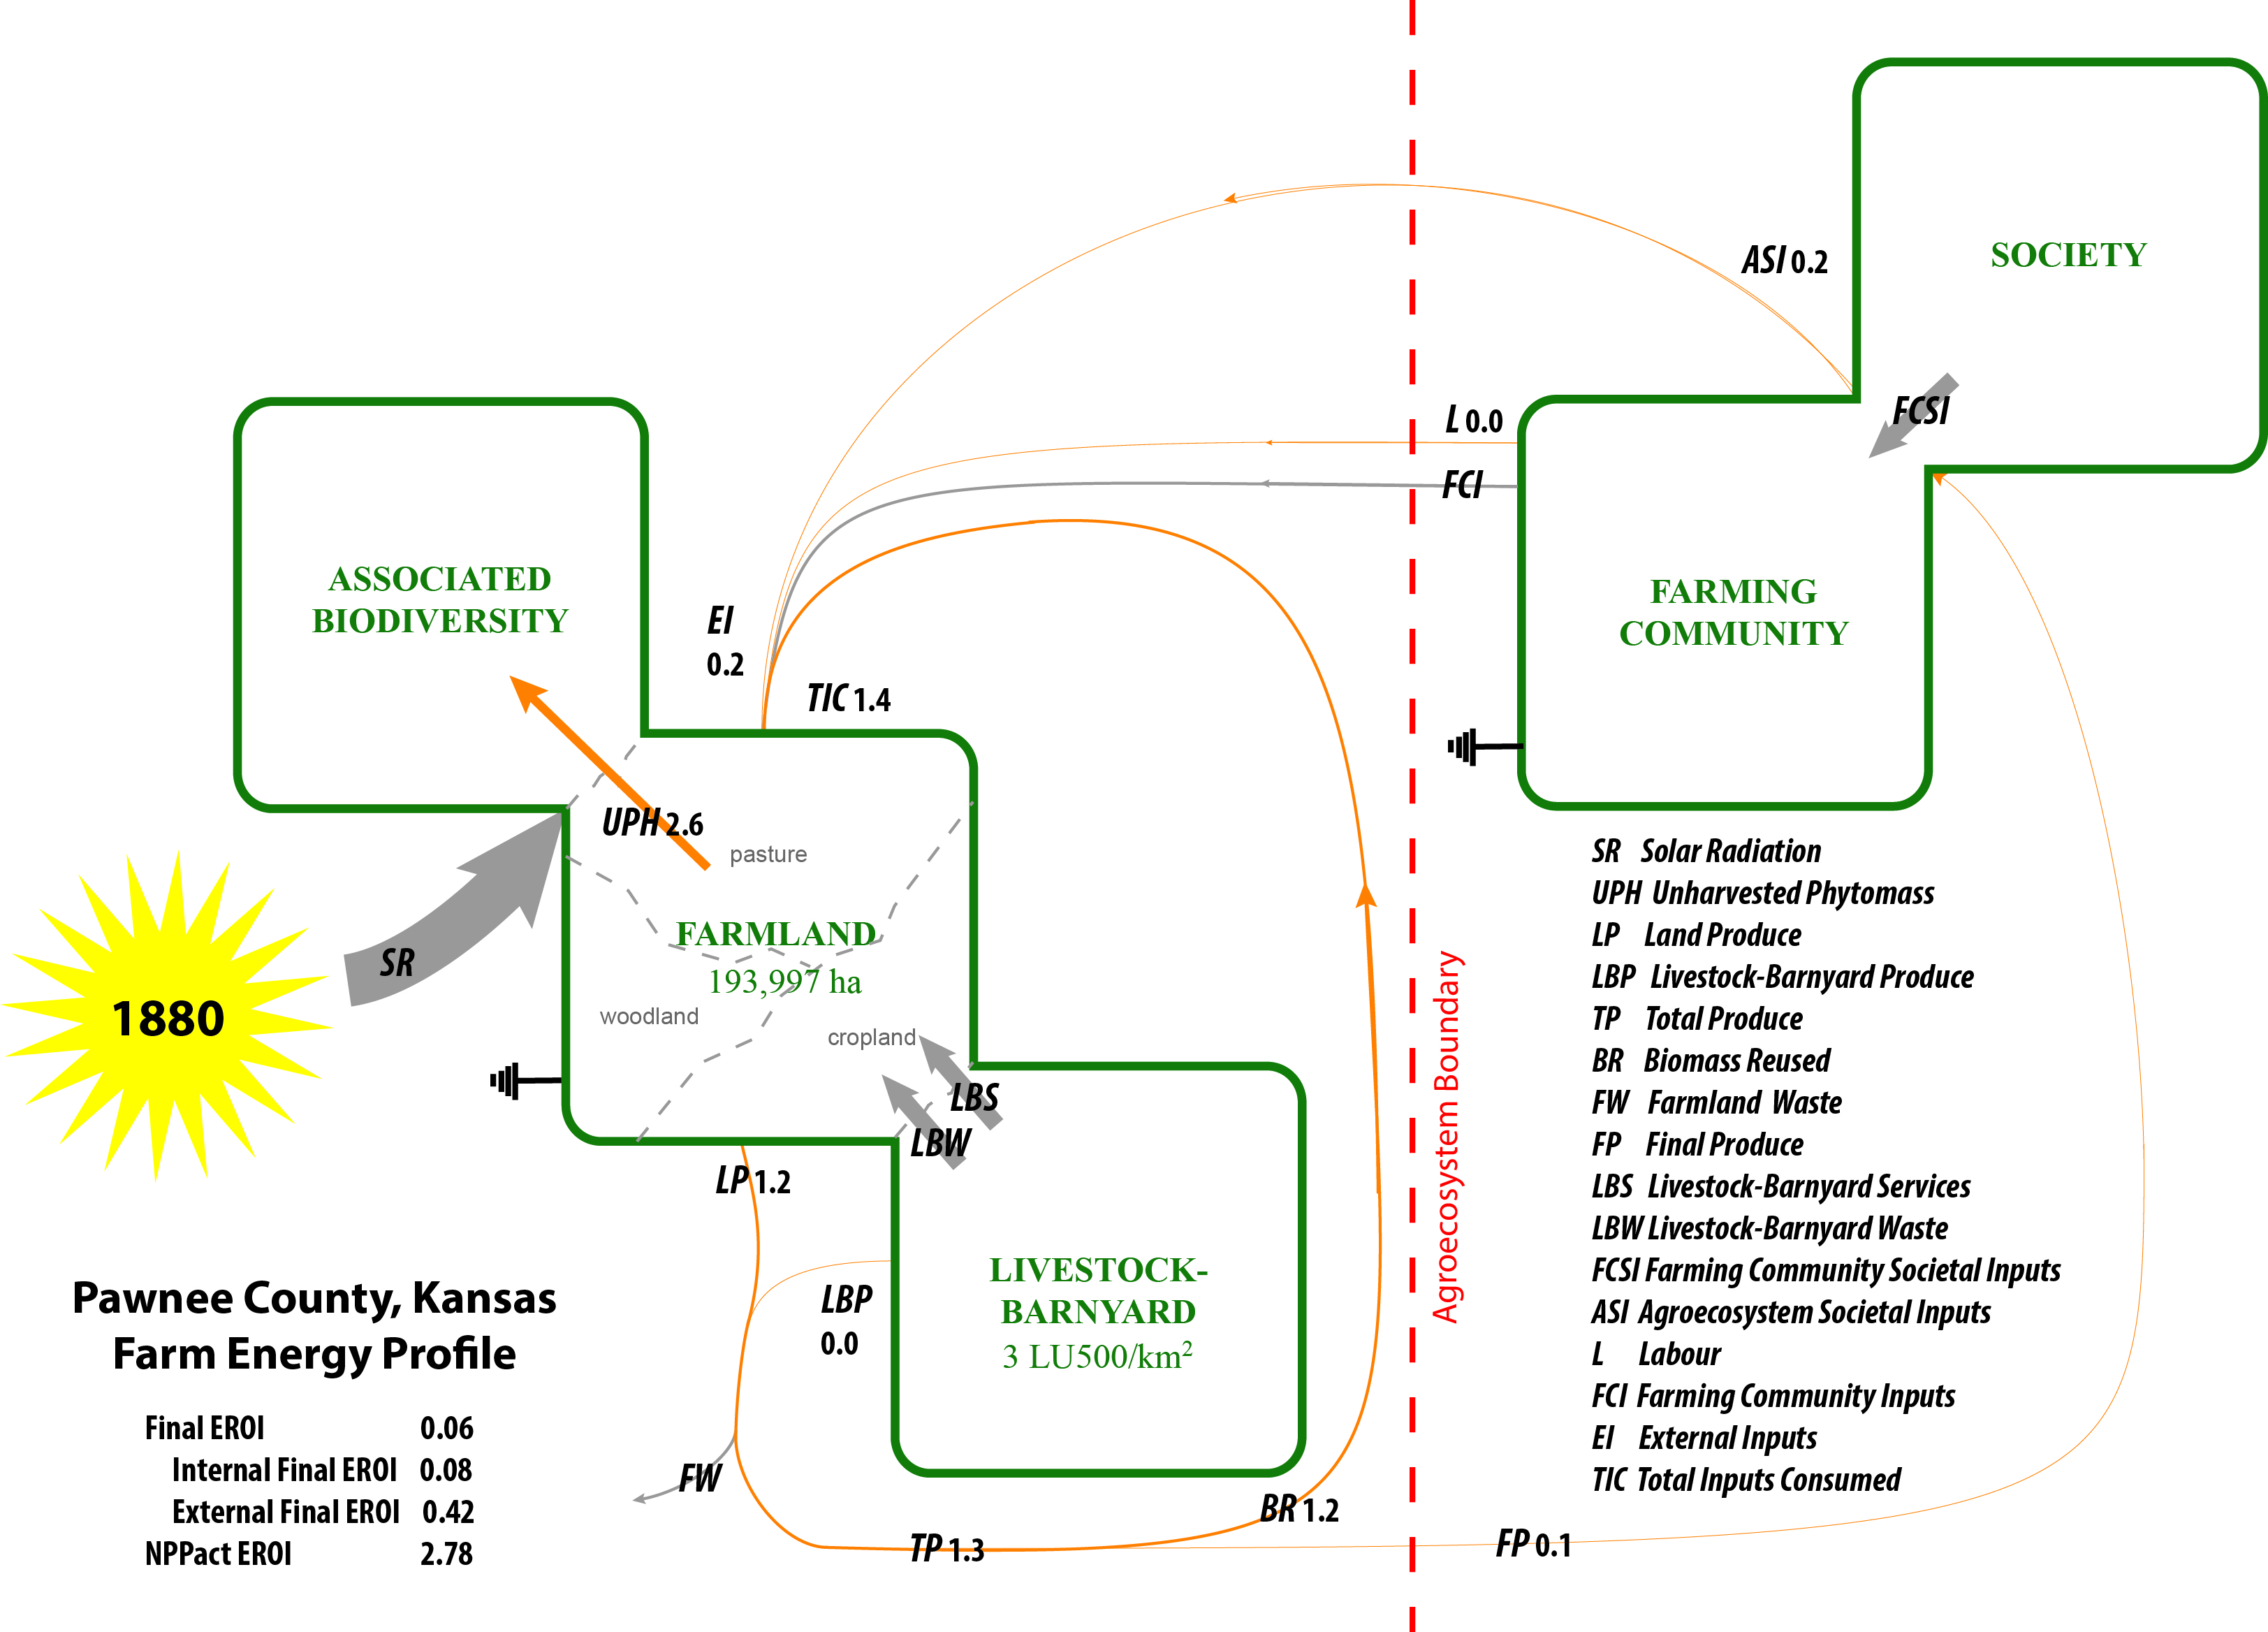 SOCIETY
ASI 0.2
FCSI
L 0.0
FCI
ASSOCIATED
BIODIVERSITY
FARMING
COMMUNITY
EI
0.2
TIC 1.4
UPH 2.6
pasture
FARMLAND
193,997 ha
woodland
cropland
SR
1880
LBS
LBW
LP 1.2
LBP
0.0
LIVESTOCK-
BARNYARD
3 LU500/km²
Agroecosystem Boundary
FW
TP 1.3
BR 1.2
FP 0.1
Pawnee County, Kansas
Farm Energy Profile
Final EROI 0.06
Internal Final EROI 0.08
External Final EROI 0.42
NPPact EROI 2.78
SR Solar Radiation
UPH Unharvested Phytomass
LP Land Produce
LBP Livestock-Barnyard Produce
TP Total Produce
BR Biomass Reused
FW Farmland Waste
FP Final Produce
LBS Livestock-Barnyard Services
LBW Livestock-Barnyard Waste
FCSI Farming Community Societal Inputs
ASI Agroecosystem Societal Inputs
L Labour
FCI Farming Community Inputs
EI External Inputs
TIC Total Inputs Consumed